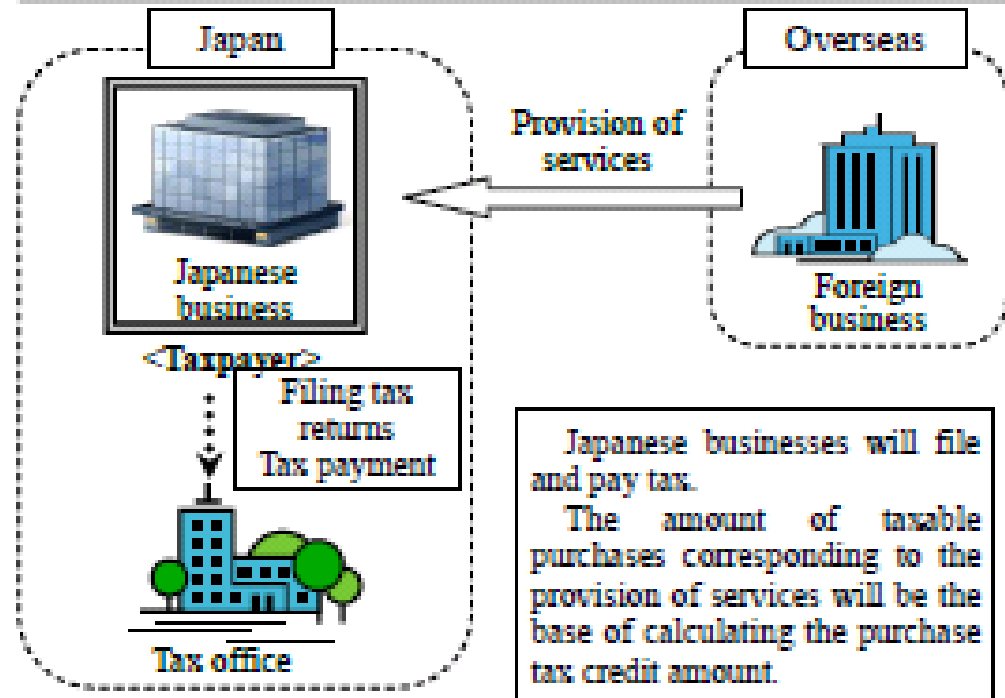 Japan
Overseas
Provision of
services
Japanese
business
Foreign
business
<Taxpayer>
Filing tax
returns
Tax payment
Tax office
Japanese businesses will file
and pay tax.
The amount of taxable
purchases corresponding to the
provision of services will be the
base of calculating the purchase
tax credit amount.